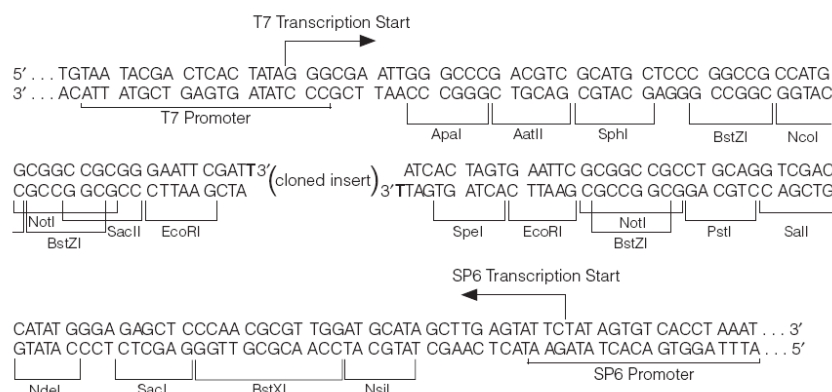 T7 Transcription Start
5′ . . . TGTAA TACGA CTCAC TATAG GGCGA ATTGG GCCCG ACGTC GCATG CTCCC GGCCG CCATG
3′ . . . ACATT ATGCT GAGTG ATATC CCGCT TAACC CGGGC TGCAG CGTAC GAGGG CCGGC GGTAC
T7 Promoter
ApaI AatII SphI BstZI NcoI
GCGGC CGCGG GAATT CGATT3′ (cloned insert) ATCAC TAGTG AATTC GCGGC CGCCT GCAGG TCGAC
CGCCG GCGCC CTTAA GCTA 3′TTAGTG ATCAC TTAAG CGCCG GCGGA CGTCC AGCTG
NotI SacII EcoRI SpeI EcoRI NotI PstI SalI
BstZI BstZI
SP6 Transcription Start
CATAT GGGA GAGCT CCCAA CGCGT TGGAT GCATA GCTTG AGTAT TCTAT AGTGT CACCT AAAT . . . 3′
GTATA CCCT CTCGAG GGTT GCGCA ACCTA CGTAT CGAAC TCATA AGATA TCACA GTGGA TTTA . . . 5′
SP6 Promoter
NdeI SacI BstXI NsiI